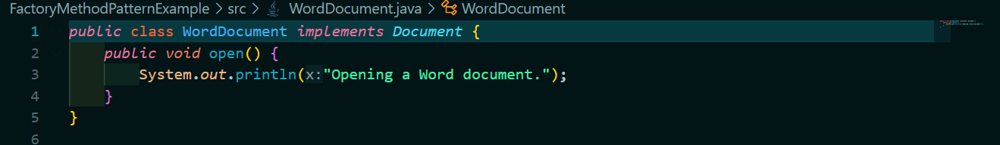 FactoryMethodPatternExample > src > WordDocument.java > WordDocument
1 public class WordDocument implements Document {
2     public void open() {
3         System.out.println(x:"Opening a Word document.");
4     }
5 }
6